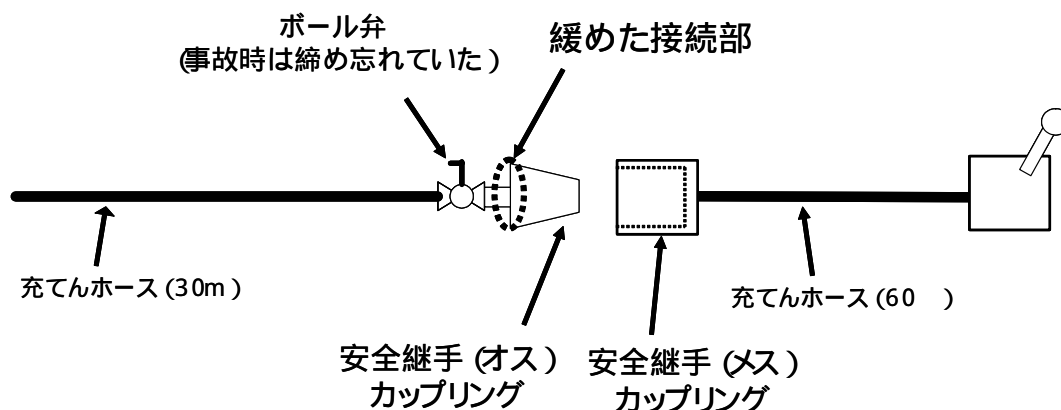 ボール弁
(事故時は締め忘れていた)
緩めた接続部
充てんホース(30m)
充てんホース(60 )
安全継手(オス)
カップリング
安全継手(メス)
カップリング